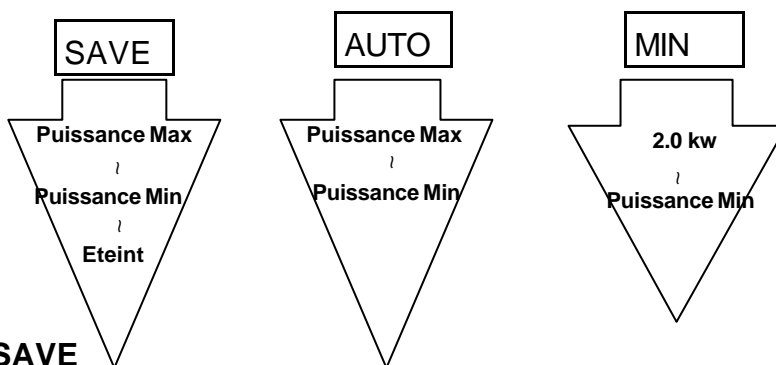 SAVE
AUTO
MIN
Puissance Max
~
Puissance Min
~
Eteint
Puissance Max
~
Puissance Min
2.0 kw
~
Puissance Min
SAVE